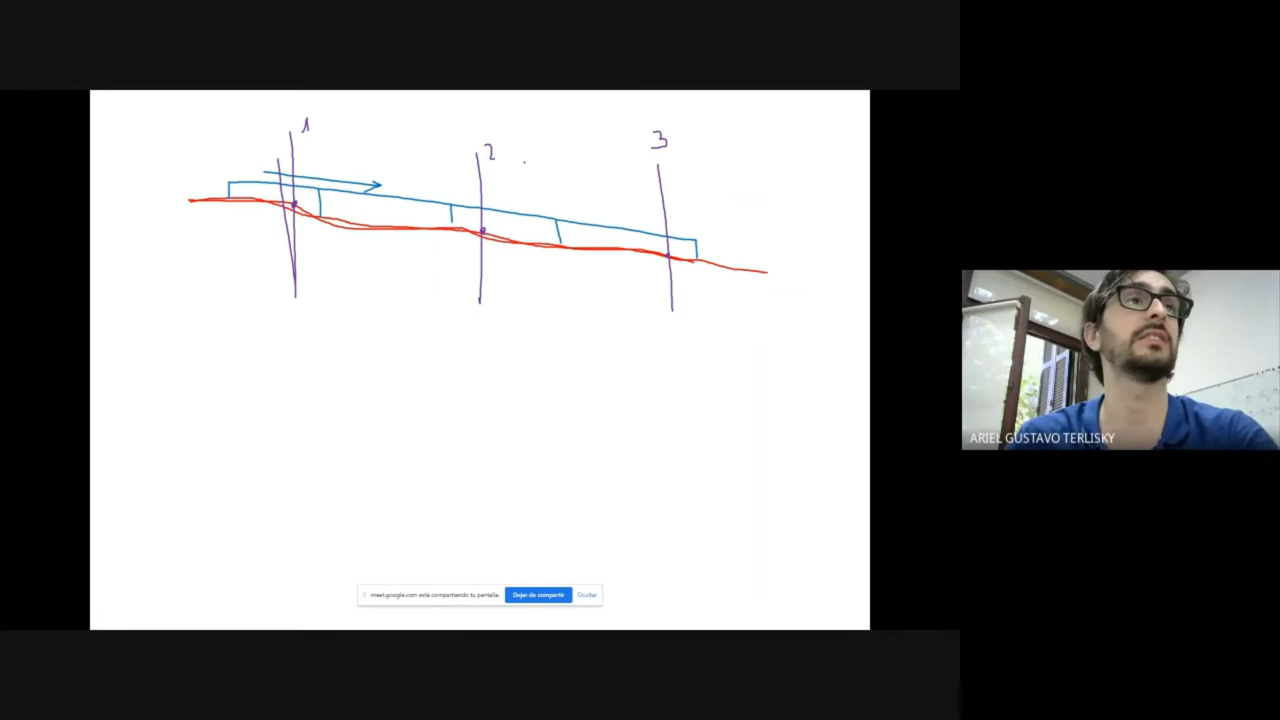 1
2
3
ARIEL GUSTAVO TERLISKY
meet.google.com está compartiendo tu pantalla.
Dejar de compartir
Ocultar